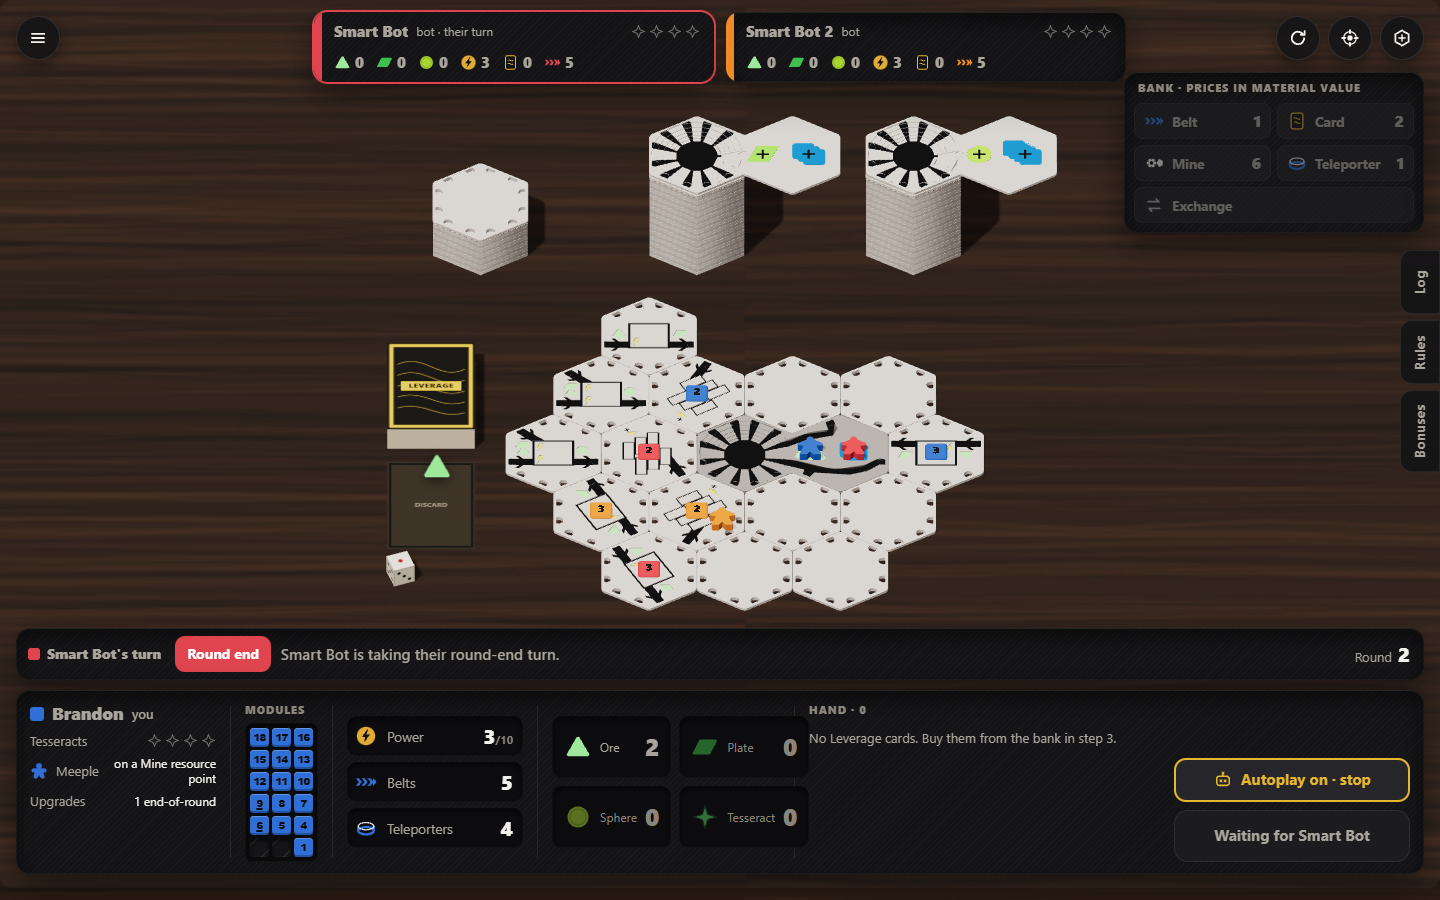 Smart Bot bot · their turn
0 0 0 3 0 5
Smart Bot 2 bot
0 0 0 3 0 5
BANK · PRICES IN MATERIAL VALUE
Belt 1
Card 2
Mine 6
Teleporter 1
Exchange
Log
Rules
Bonuses
LEVERAGE
DISCARD
2
2
3
3
2
3
Smart Bot's turn
Round end
Smart Bot is taking their round-end turn.
Round 2
Brandon you
Tesseracts
Meeple on a Mine resource
point
Upgrades 1 end-of-round
MODULES
18 17 16
15 14 13
12 11 10
9 8 7
6 5 4
1
Power 3/10
Belts 5
Teleporters 4
Ore 2
Plate 0
Sphere 0
Tesseract 0
HAND · 0
No Leverage cards. Buy them from the bank in step 3.
Autoplay on · stop
Waiting for Smart Bot